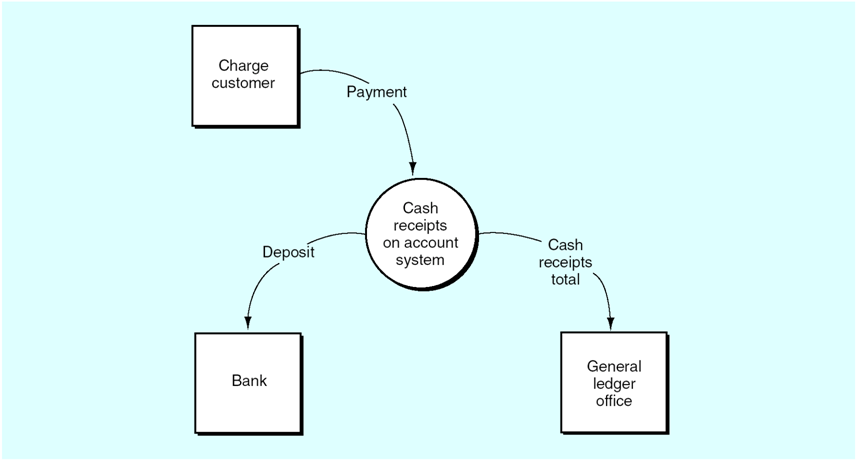 Charge
customer
Payment
Cash
receipts
on account
system
Deposit
Cash
receipts
total
Bank
General
ledger
office